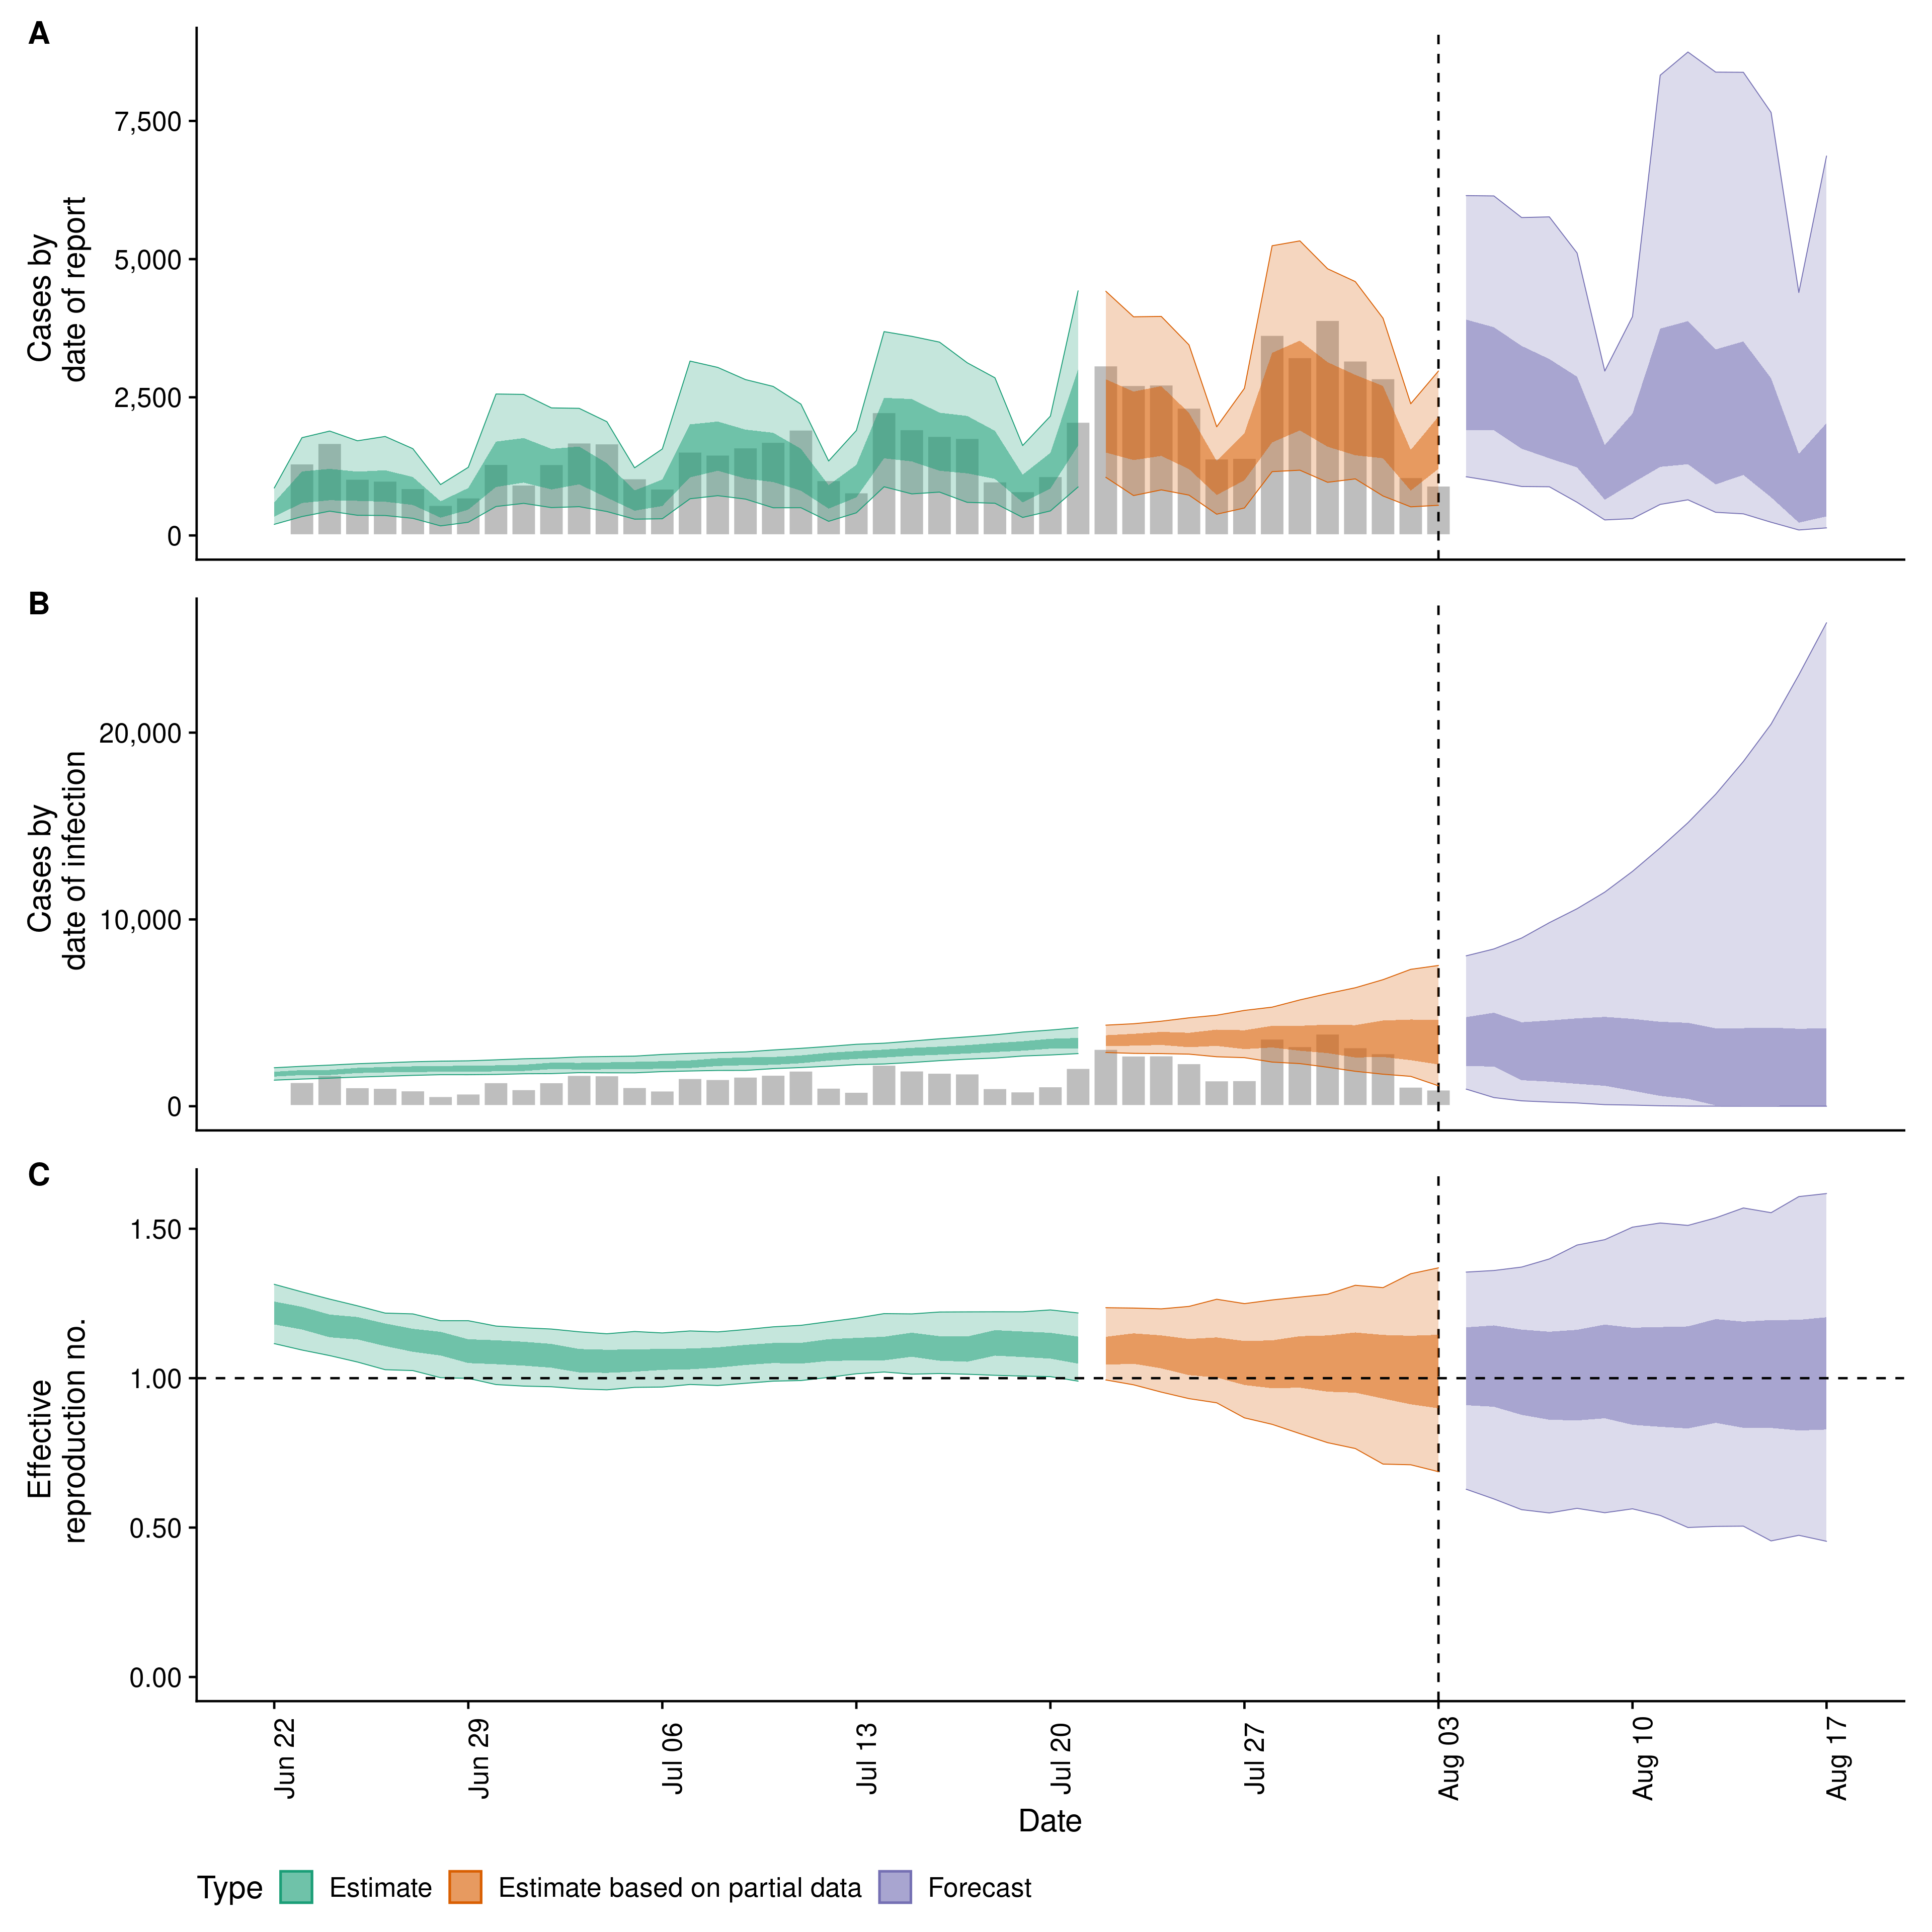 A
Cases by
date of report
7,500
5,000
2,500
0
B
Cases by
date of infection
20,000
10,000
0
C
Effective
reproduction no.
1.50
1.00
0.50
0.00
Jun 22
Jun 29
Jul 06
Jul 13
Jul 20
Jul 27
Aug 03
Aug 10
Aug 17
Date
Type Estimate Estimate based on partial data Forecast